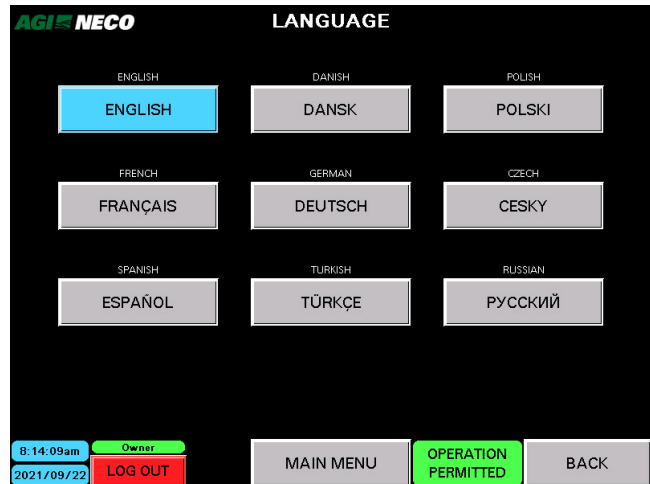 AGI NECO
LANGUAGE
ENGLISH
DANISH
POLISH
ENGLISH
DANSK
POLSKI
FRENCH
GERMAN
CZECH
FRANÇAIS
DEUTSCH
CESKY
SPANISH
TURKISH
RUSSIAN
ESPAÑOL
TÜRKÇE
РУССКИЙ
8:14:09am
Owner
2021/09/22
LOG OUT
MAIN MENU
OPERATION
PERMITTED
BACK